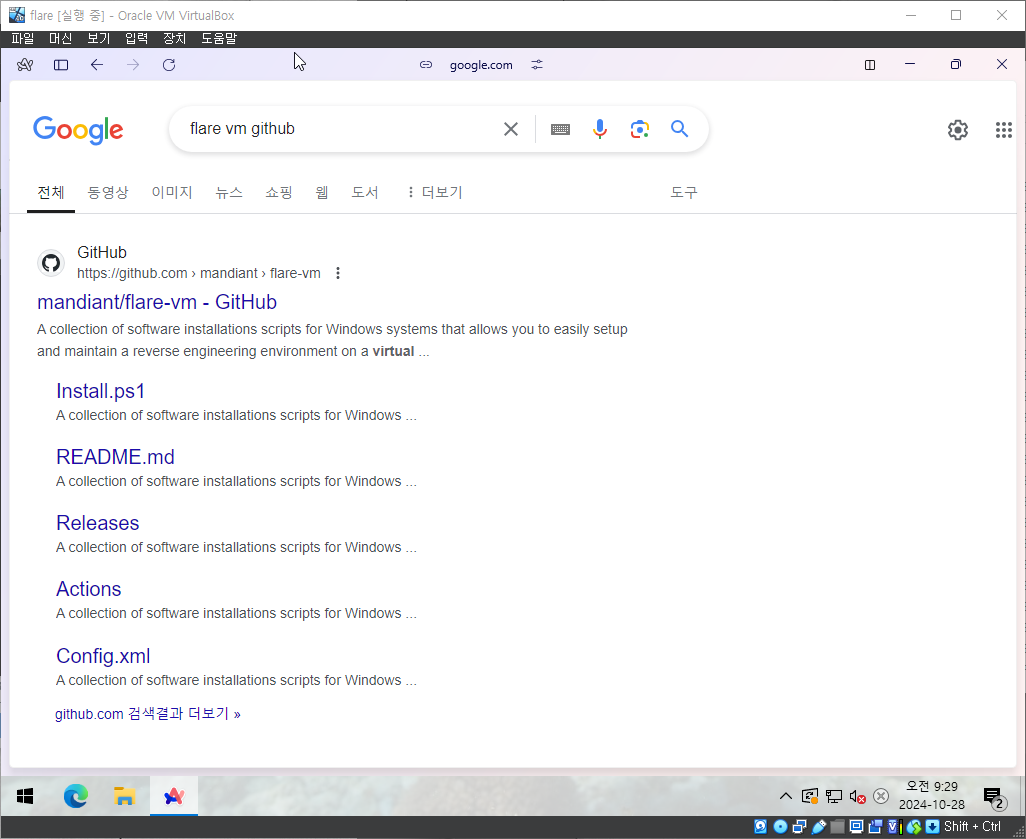 flare [실행 중] - Oracle VM VirtualBox
파일 머신 보기 입력 장치 도움말
google.com
Google
flare vm github
전체 동영상 이미지 뉴스 쇼핑 웹 도서 더보기 도구
GitHub
https://github.com › mandiant › flare-vm
mandiant/flare-vm - GitHub
A collection of software installations scripts for Windows systems that allows you to easily setup
and maintain a reverse engineering environment on a virtual ...
Install.ps1
A collection of software installations scripts for Windows ...
README.md
A collection of software installations scripts for Windows ...
Releases
A collection of software installations scripts for Windows ...
Actions
A collection of software installations scripts for Windows ...
Config.xml
A collection of software installations scripts for Windows ...
github.com 검색결과 더보기 »
오전 9:29
2024-10-28
2
Shift + Ctrl